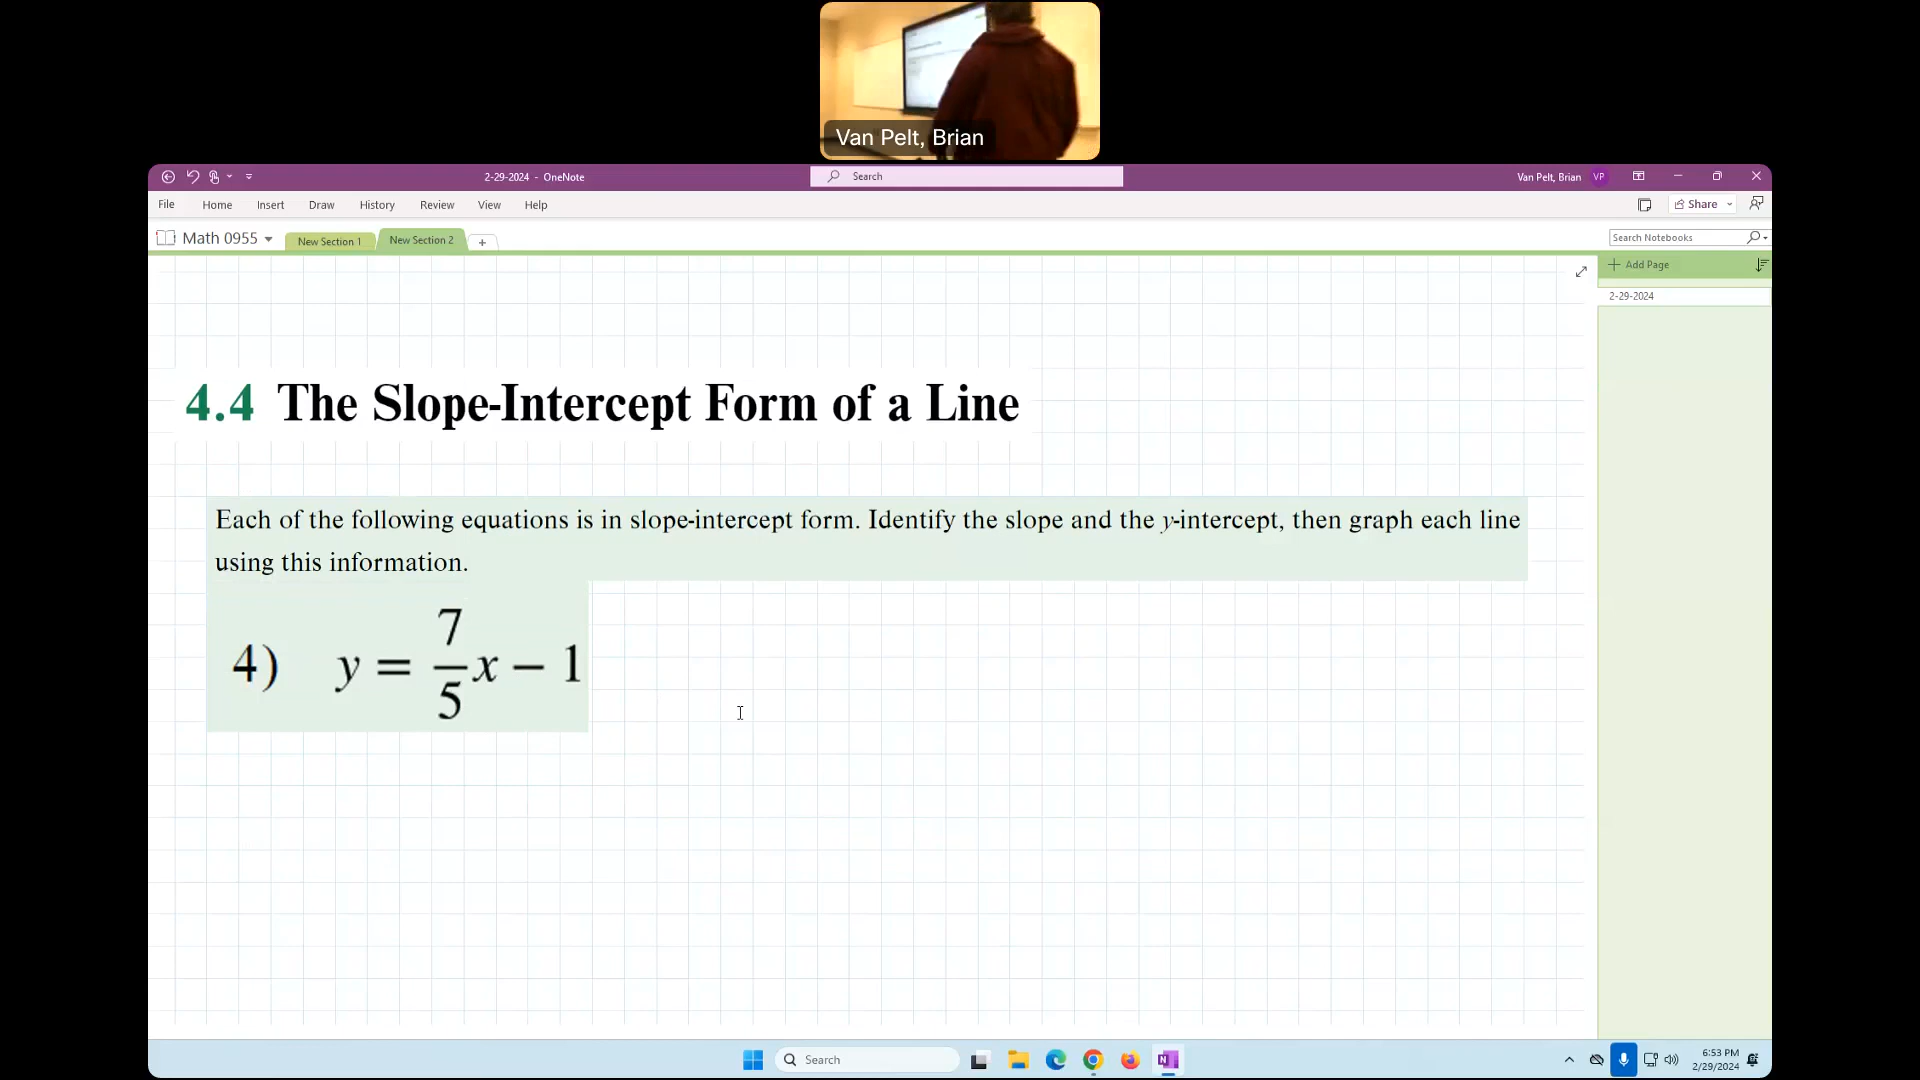 Van Pelt, Brian
2-29-2024 - OneNote
Search
Van Pelt, Brian VP
File Home Insert Draw History Review View Help
Share
Math 0955 New Section 1 New Section 2 +
Search Notebooks
Add Page
2-29-2024
4.4 The Slope-Intercept Form of a Line
Each of the following equations is in slope-intercept form. Identify the slope and the y-intercept, then graph each line
using this information.
4) y = 7/5 x − 1
Search
6:53 PM
2/29/2024